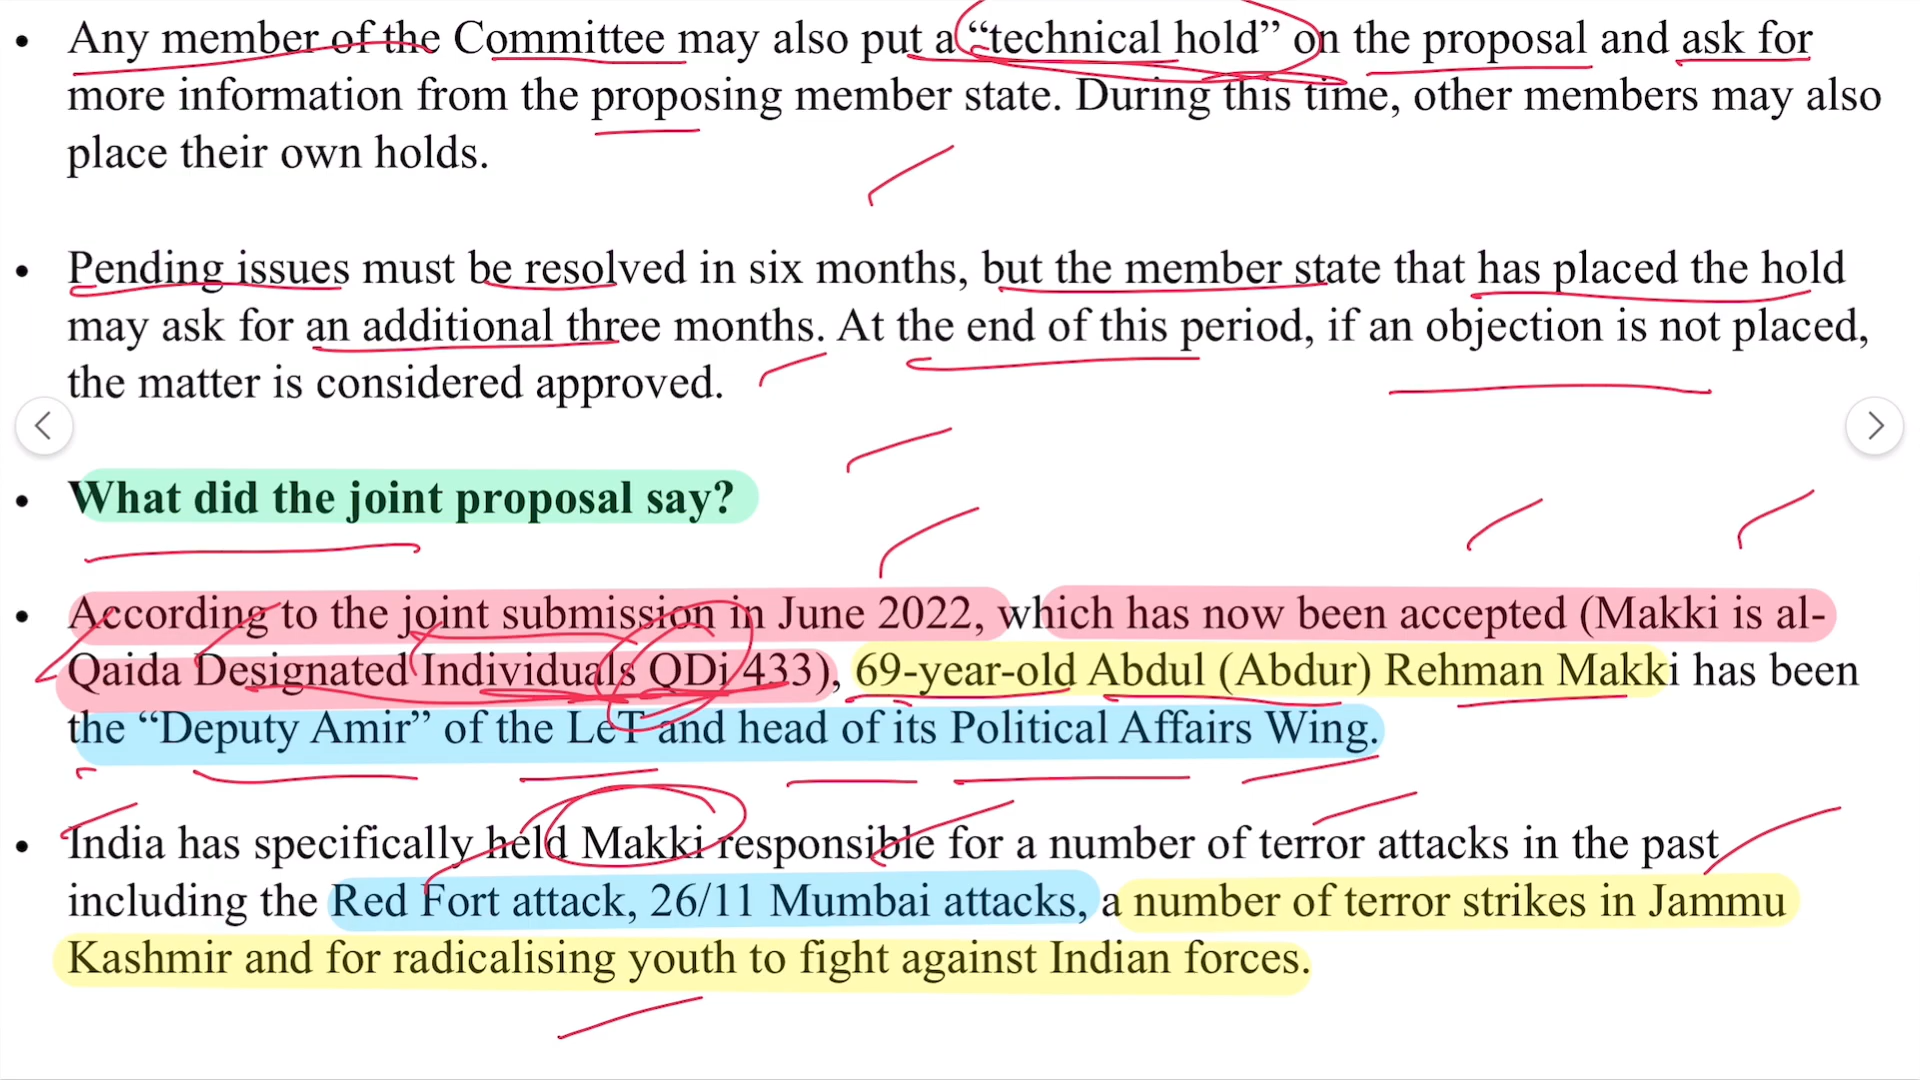 • Any member of the Committee may also put a “technical hold” on the proposal and ask for
more information from the proposing member state. During this time, other members may also
place their own holds.
• Pending issues must be resolved in six months, but the member state that has placed the hold
may ask for an additional three months. At the end of this period, if an objection is not placed,
the matter is considered approved.
• What did the joint proposal say?
• According to the joint submission in June 2022, which has now been accepted (Makki is al-
Qaida Designated Individuals QDi 433), 69-year-old Abdul (Abdur) Rehman Makki has been
the “Deputy Amir” of the LeT and head of its Political Affairs Wing.
• India has specifically held Makki responsible for a number of terror attacks in the past
including the Red Fort attack, 26/11 Mumbai attacks, a number of terror strikes in Jammu
Kashmir and for radicalising youth to fight against Indian forces.